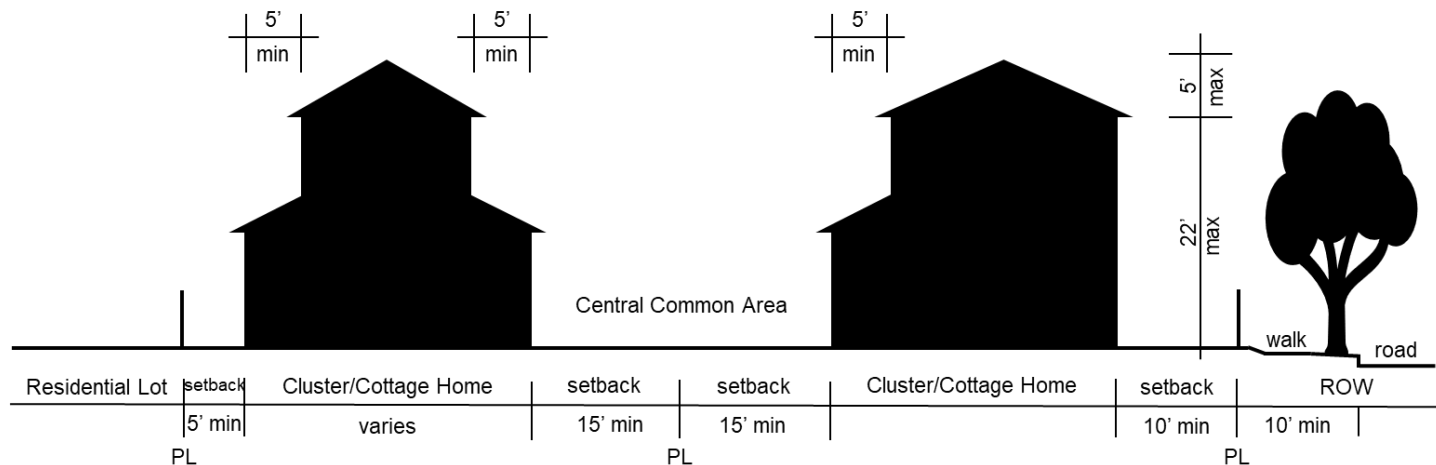 5’ 5’ 5’
min min min
5’ max
22’ max
Central Common Area
walk
road
Residential Lot setback Cluster/Cottage Home setback setback Cluster/Cottage Home setback ROW
5’ min varies 15’ min 15’ min 10’ min 10’ min
PL PL PL